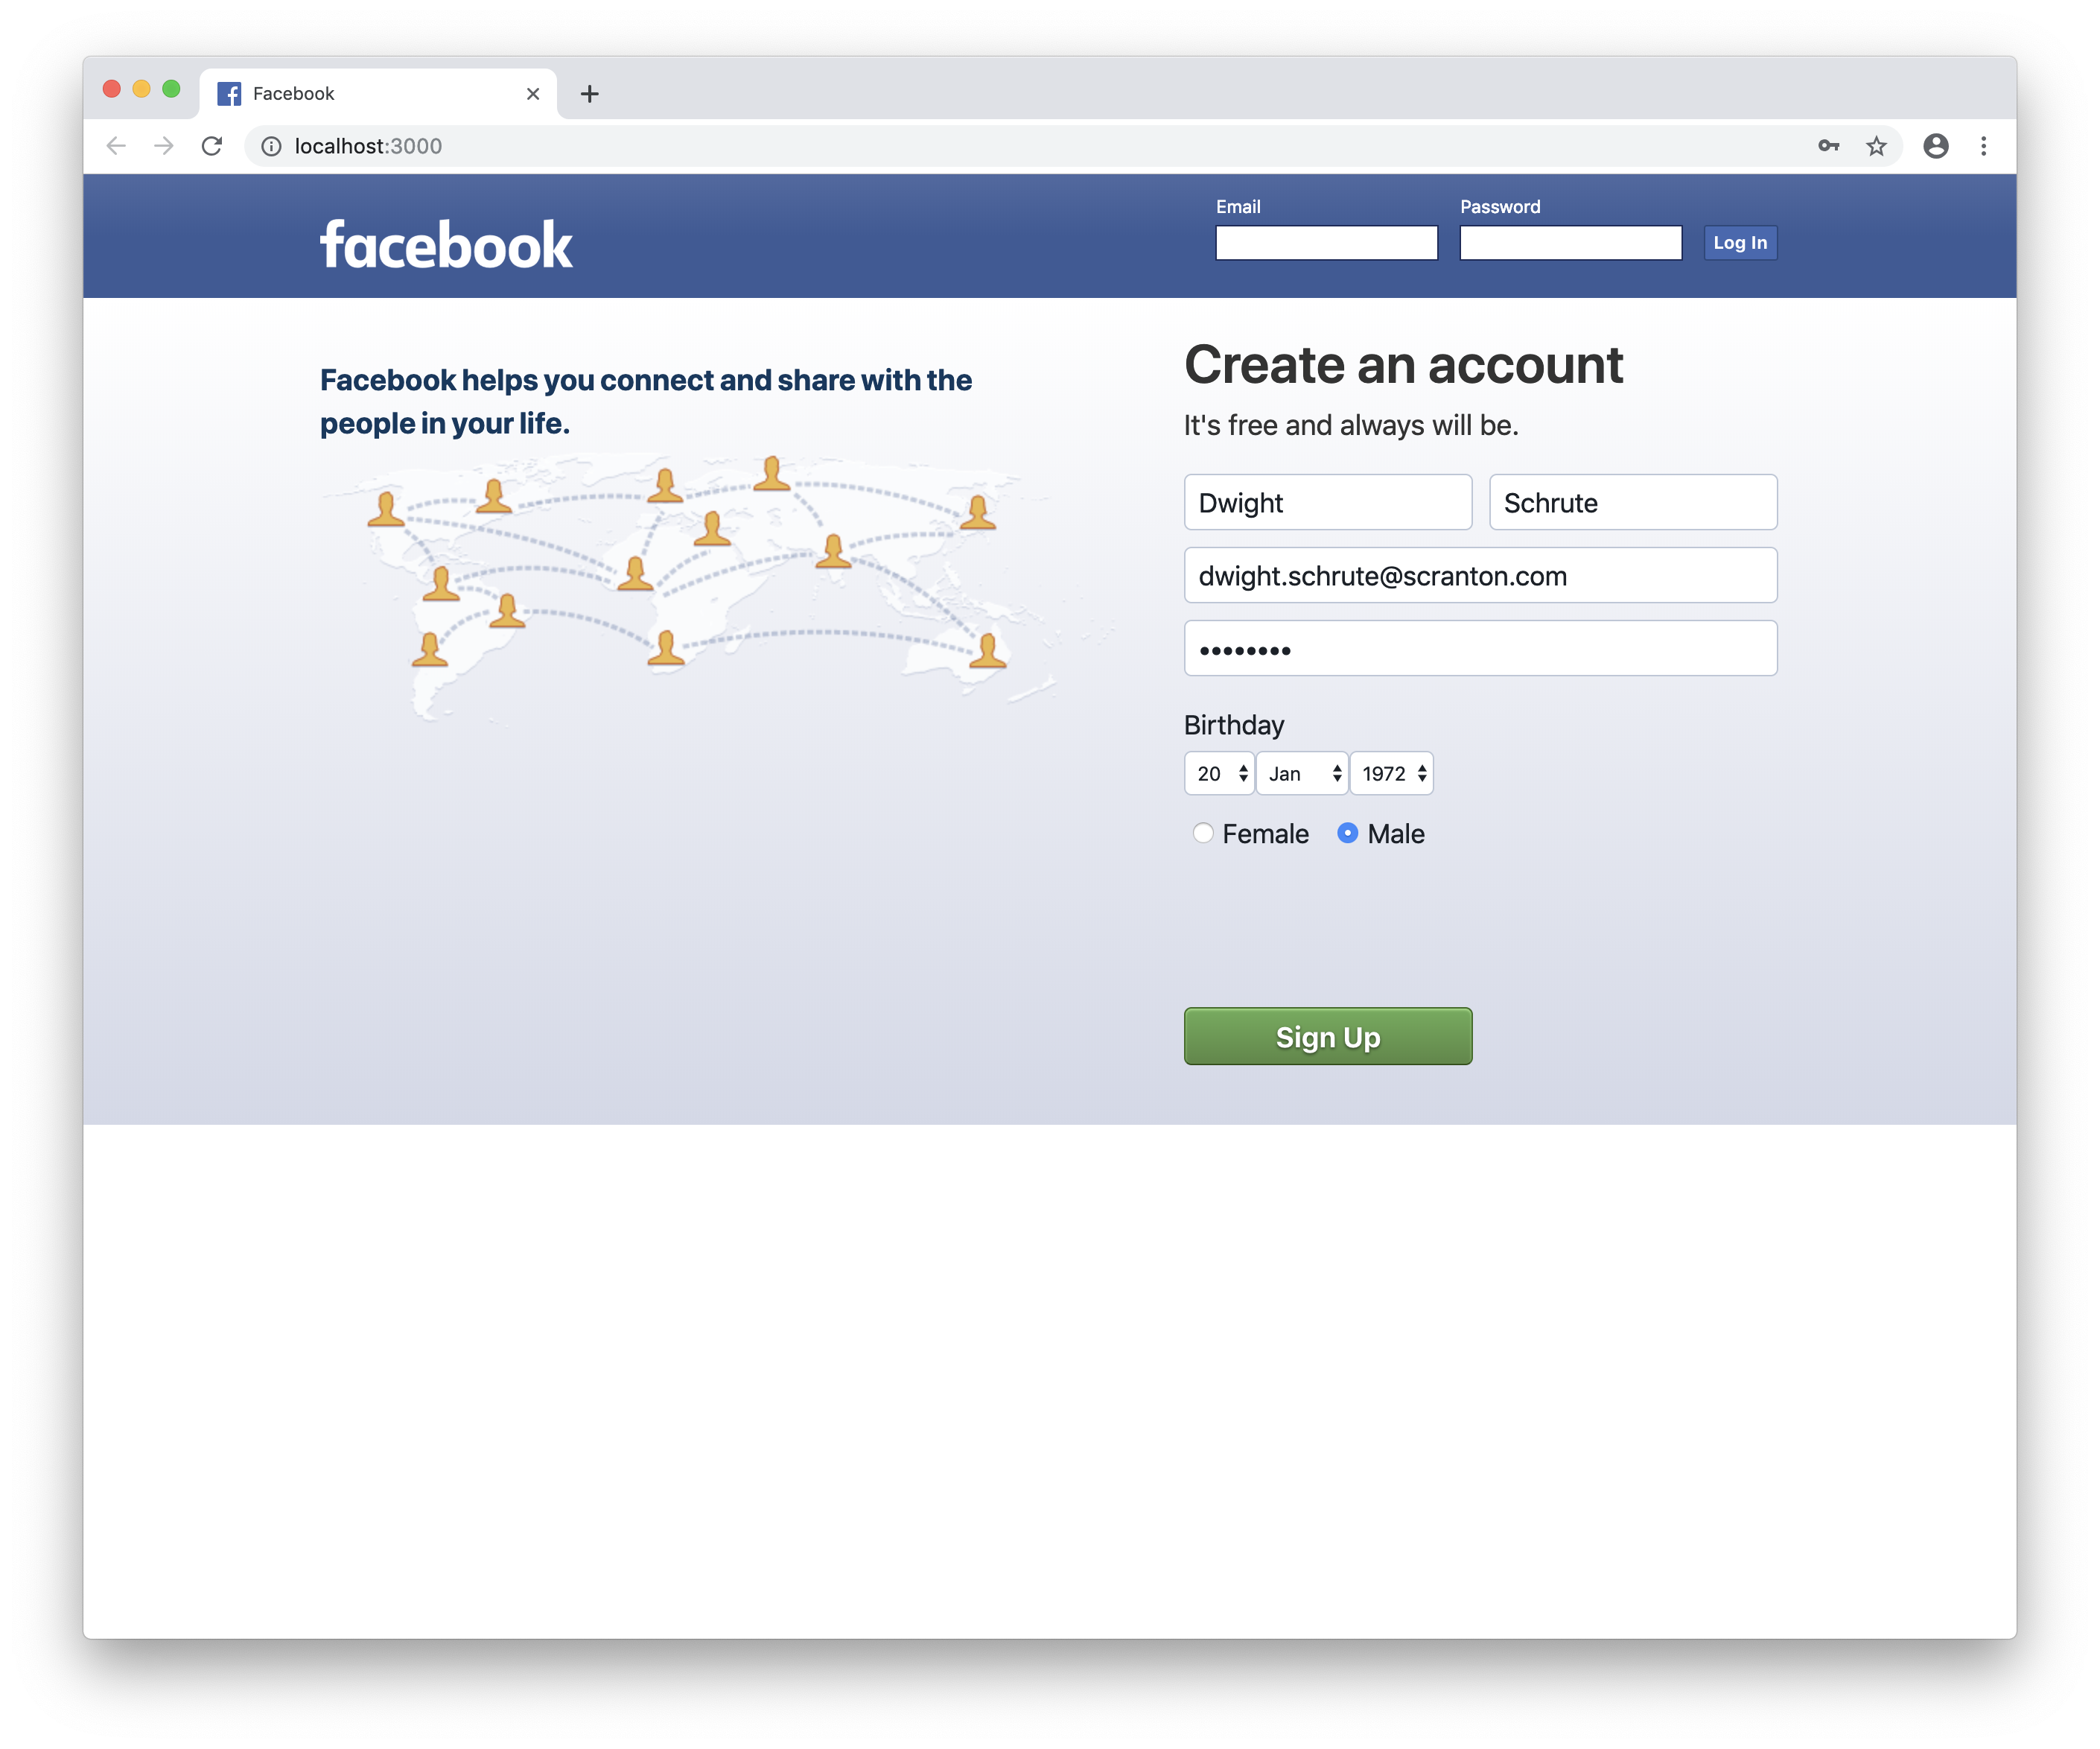 Facebook
localhost:3000
facebook
Email
Password
Log In
Facebook helps you connect and share with the
people in your life.
Create an account
It's free and always will be.
Dwight
Schrute
dwight.schrute@scranton.com
••••••••
Birthday
20 Jan 1972
Female Male
Sign Up